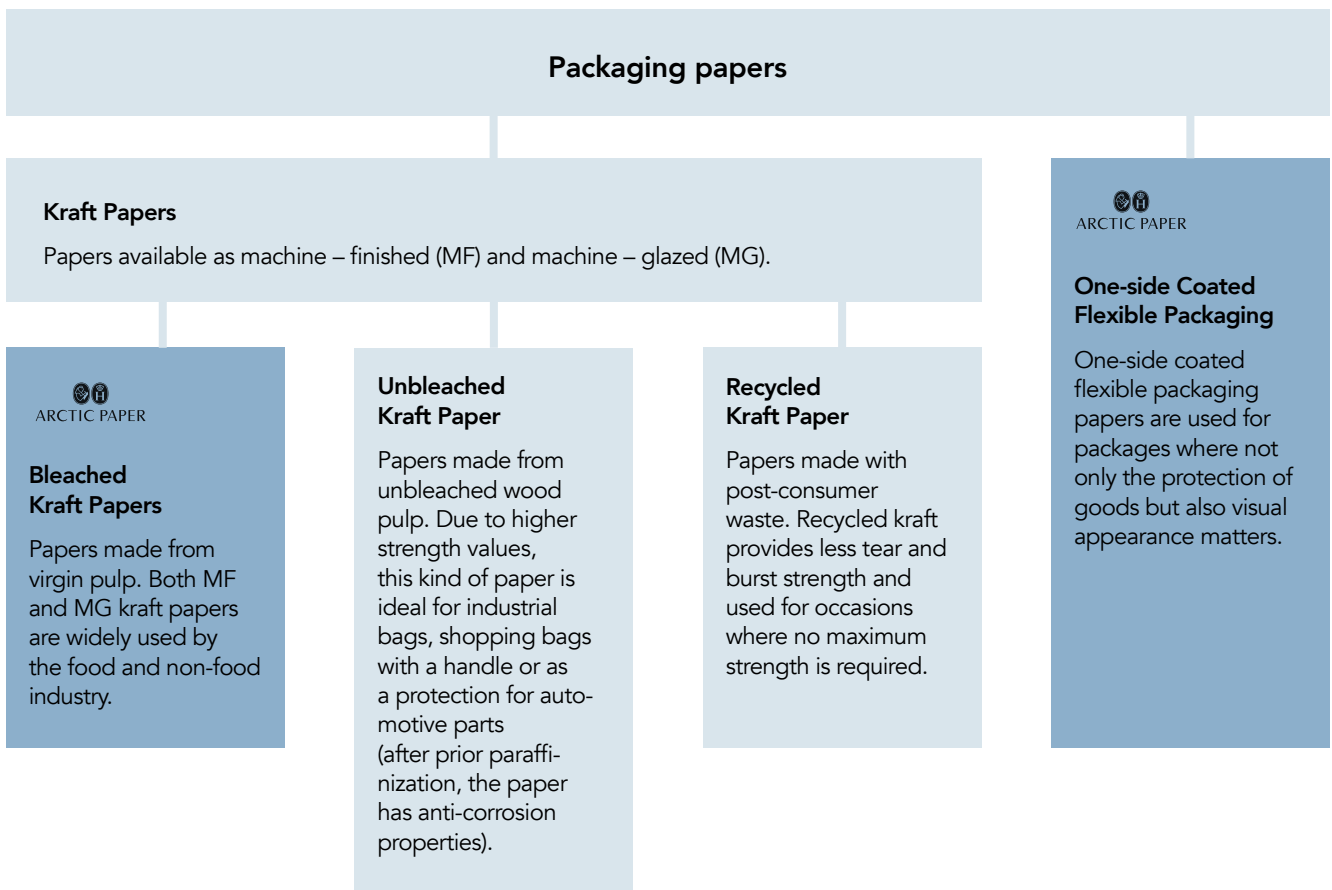 Packaging papers
Kraft Papers
Papers available as machine – finished (MF) and machine – glazed (MG).
ARCTIC PAPER
One-side Coated
Flexible Packaging
One-side coated
flexible packaging
papers are used for
packages where not
only the protection of
goods but also visual
appearance matters.
ARCTIC PAPER
Bleached
Kraft Papers
Papers made from
virgin pulp. Both MF
and MG kraft papers
are widely used by
the food and non-food
industry.
Unbleached
Kraft Paper
Papers made from
unbleached wood
pulp. Due to higher
strength values,
this kind of paper is
ideal for industrial
bags, shopping bags
with a handle or as
a protection for auto-
motive parts
(after prior paraffi-
nization, the paper
has anti-corrosion
properties).
Recycled
Kraft Paper
Papers made with
post-consumer
waste. Recycled kraft
provides less tear and
burst strength and
used for occasions
where no maximum
strength is required.